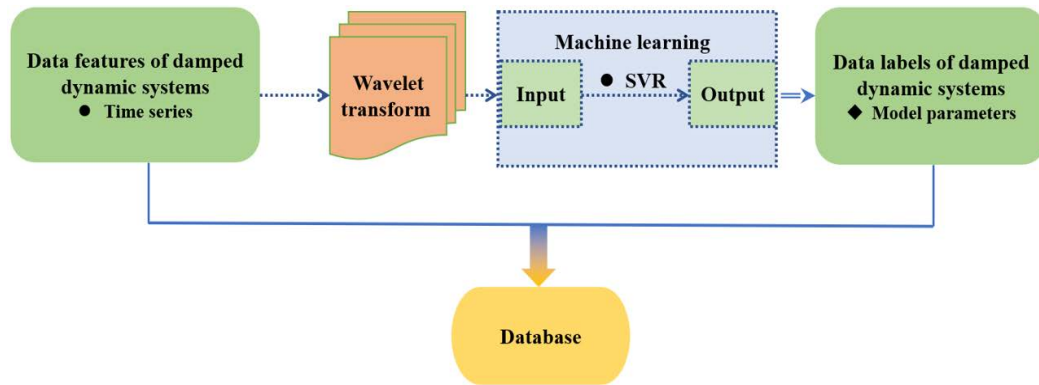 Data features of damped
dynamic systems
● Time series
Wavelet
transform
Machine learning
Input
● SVR
Output
Data labels of damped
dynamic systems
◆ Model parameters
Database